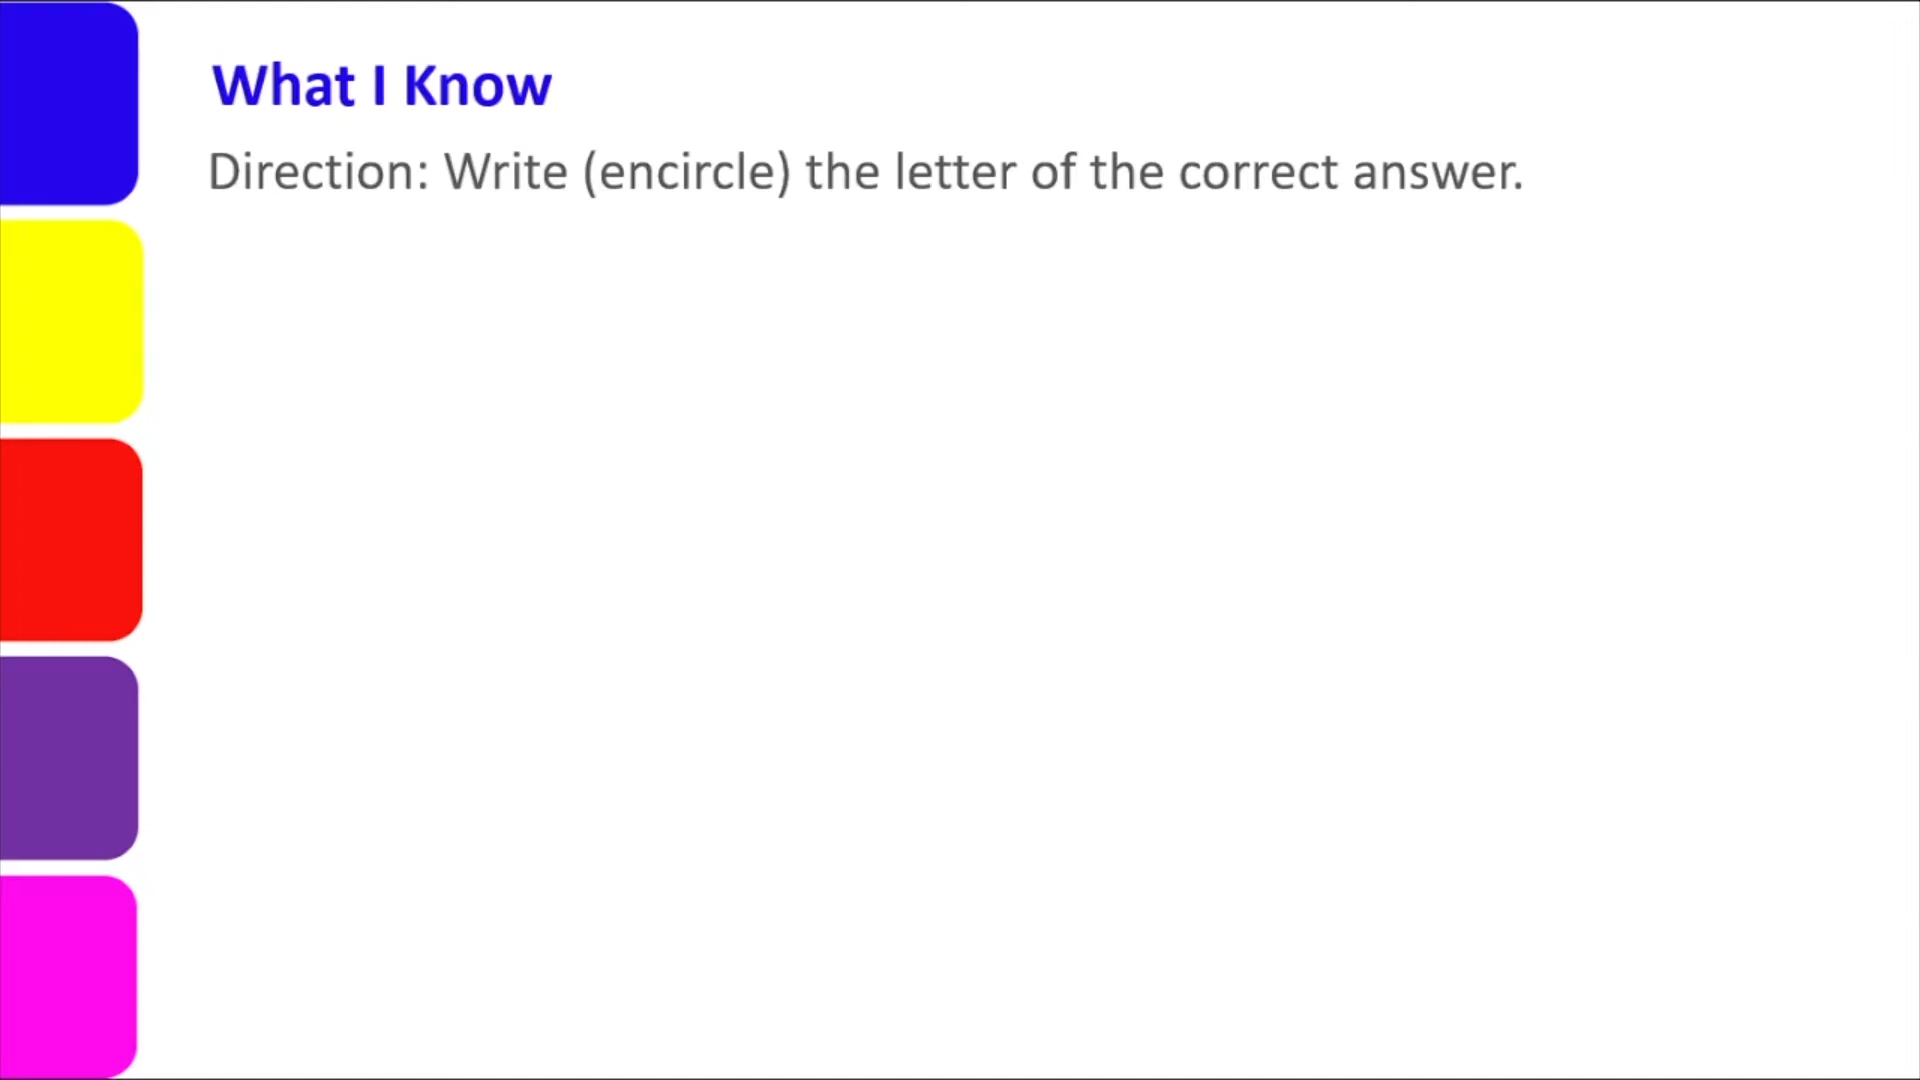 What I Know
Direction: Write (encircle) the letter of the correct answer.